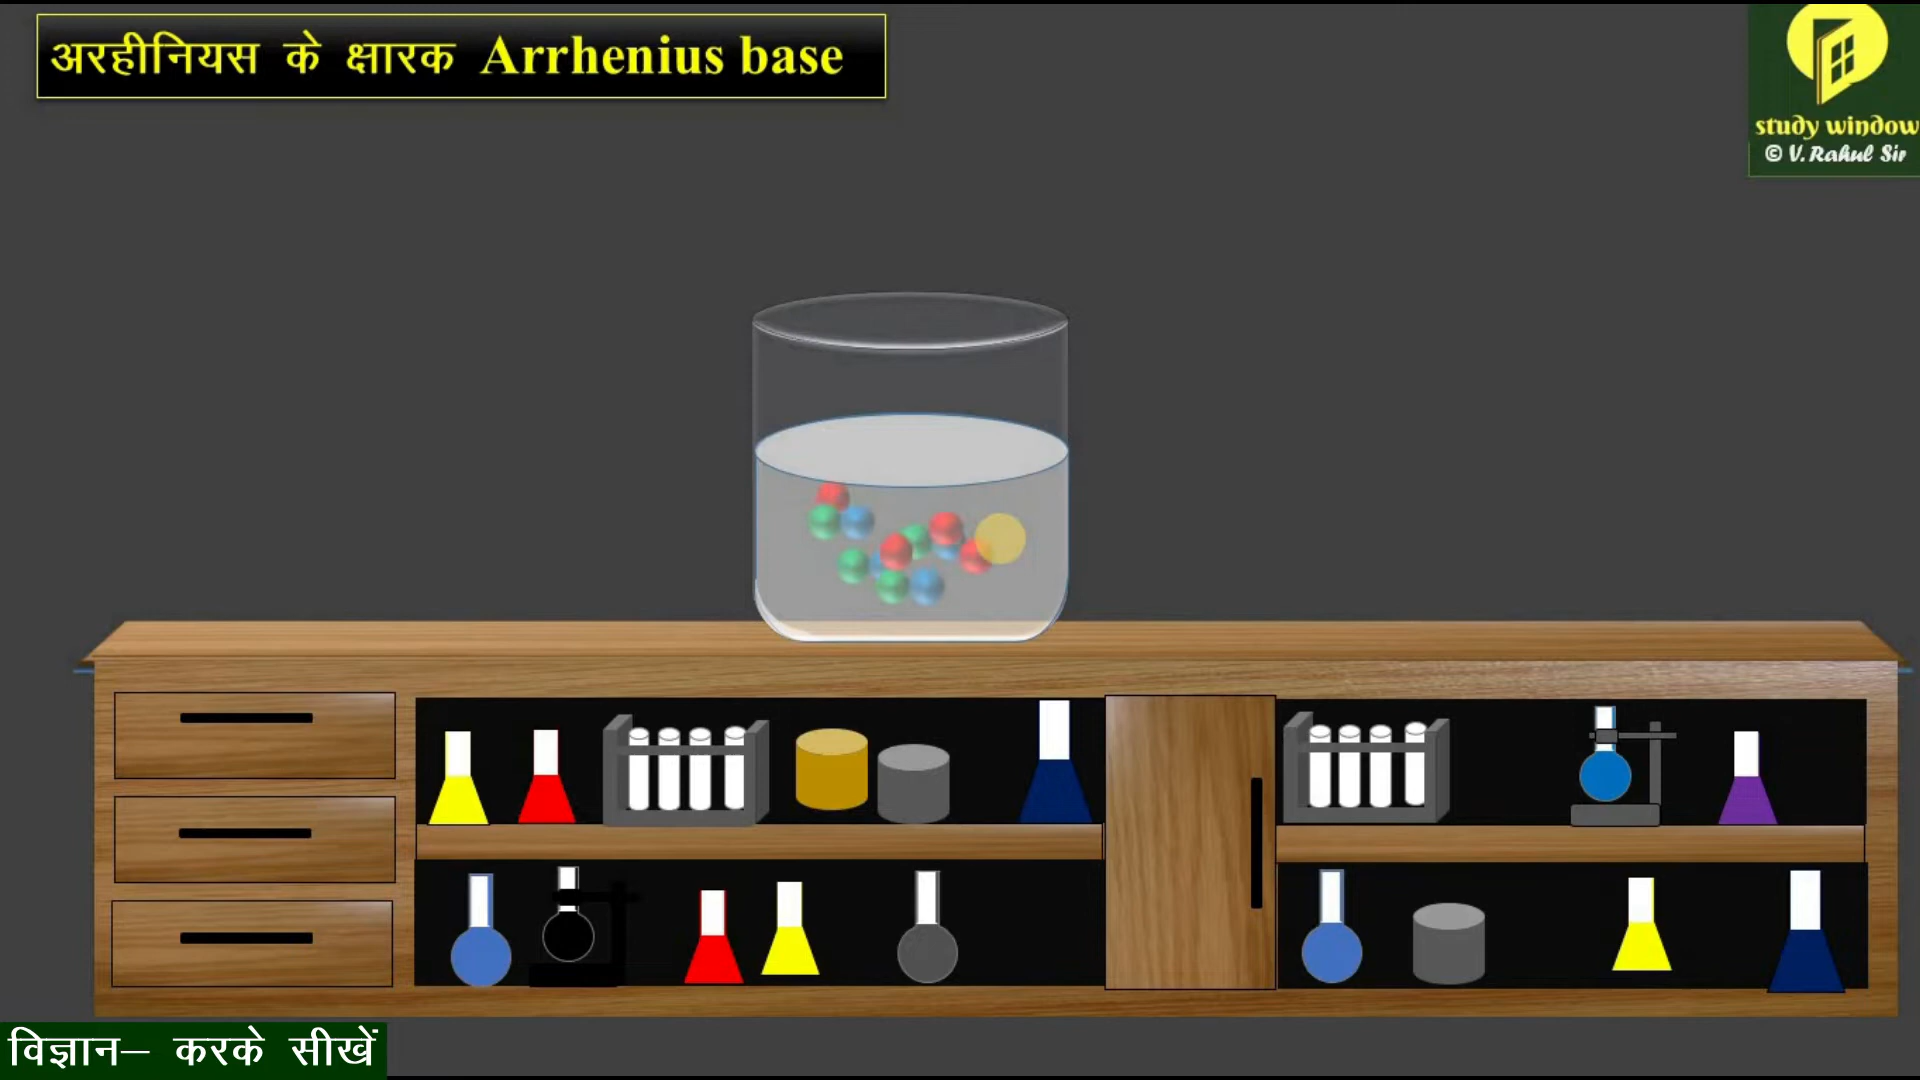 अरहीनियस के क्षारक Arrhenius base
study window
© V. Rahul Sir
विज्ञान– करके सीखें